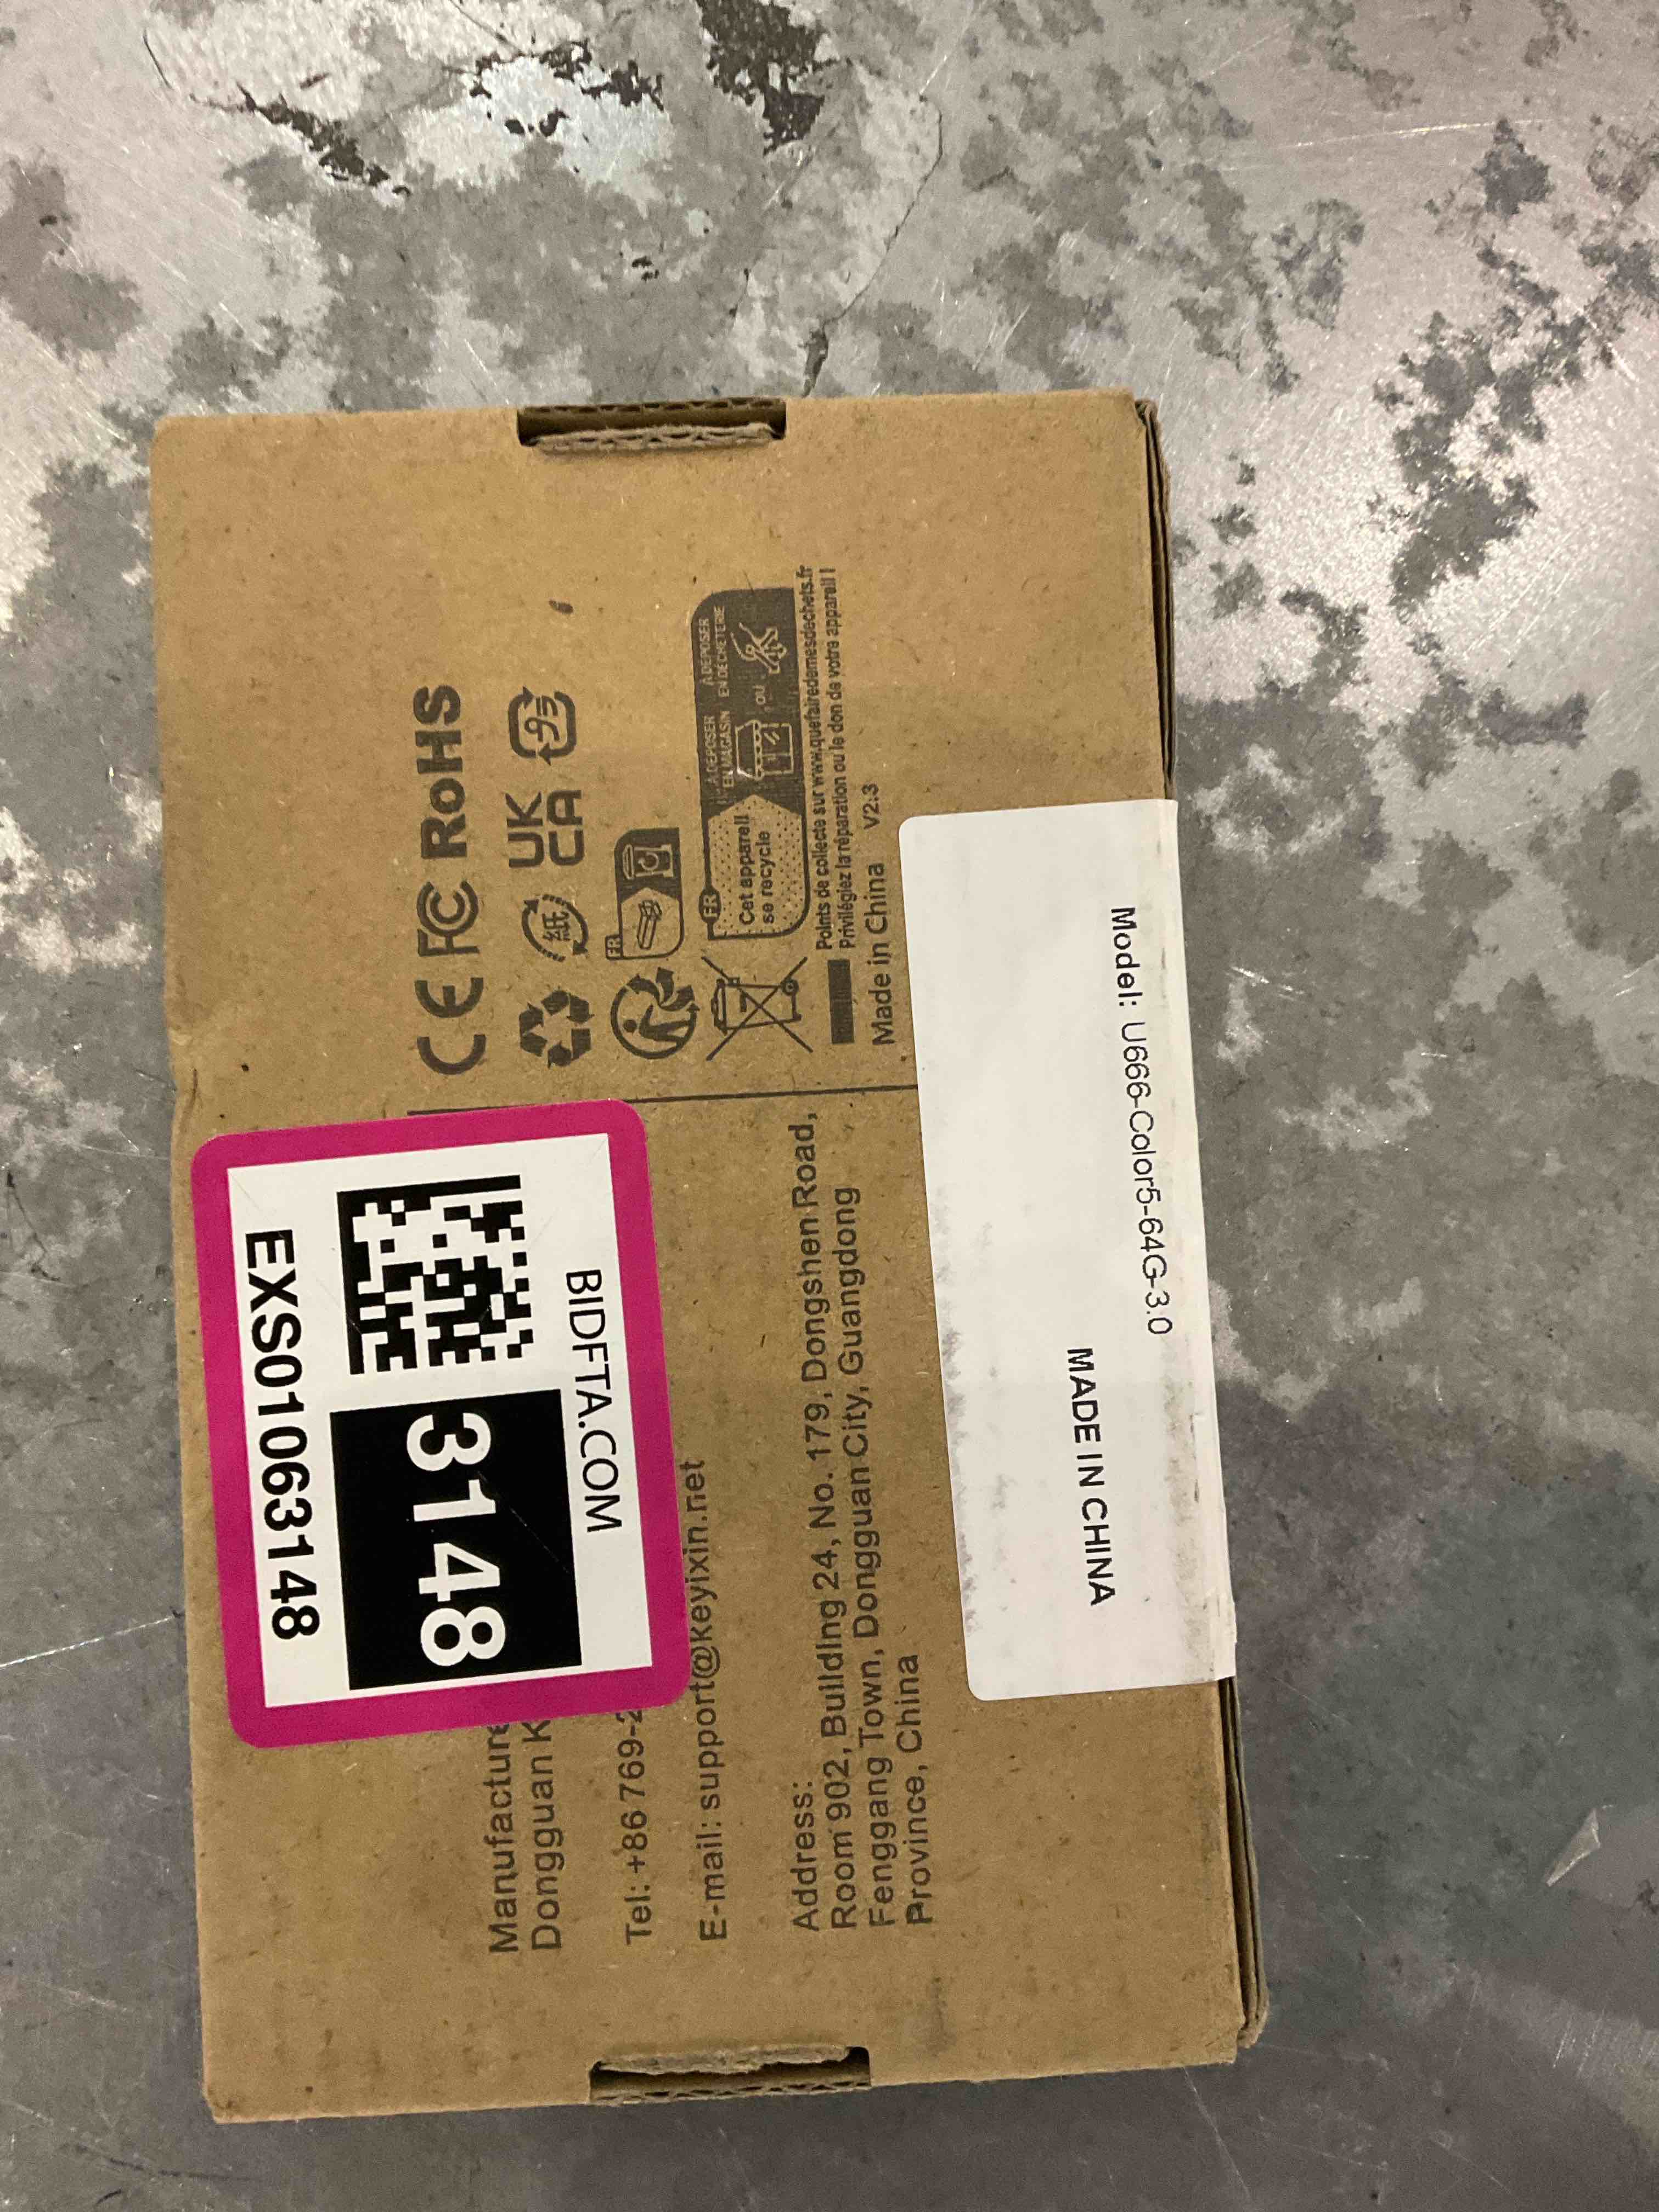 CE FC RoHS
紙 UK
CA
FR
FR
Cet appareil
se recycle
À DÉPOSER
EN MAGASIN
OU
À DÉPOSER
EN DÉCHÈTERIE
Points de collecte sur www.quefairedemesdechets.fr
Privilégiez la réparation ou le don de votre appareil !
Made in China V2.3
Manufacture
Dongguan K
Tel: +86 769-2
E-mail: support@keyixin.net
Address:
Room 902, Building 24, No. 179, Dongshen Road,
Fenggang Town, Dongguan City, Guangdong
Province, China
BIDFTA.COM
3148
EXS01063148
Model: U666-Color5-64G-3.0
MADE IN CHINA